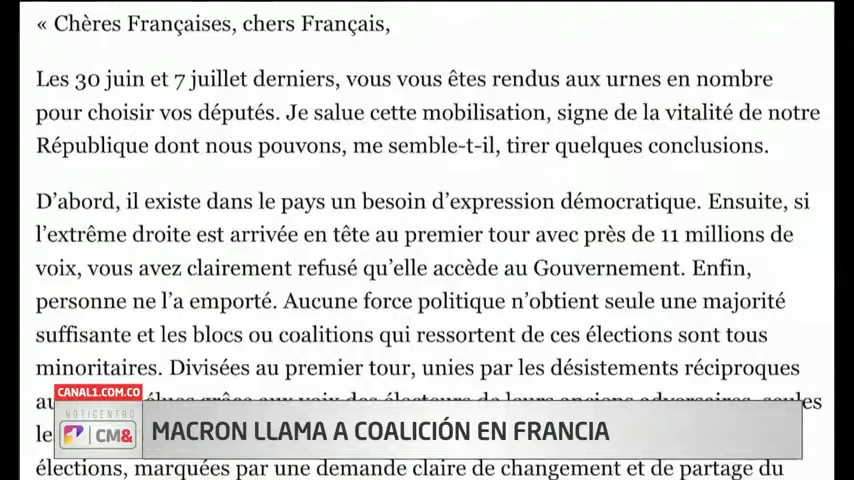 « Chères Françaises, chers Français,
Les 30 juin et 7 juillet derniers, vous vous êtes rendus aux urnes en nombre
pour choisir vos députés. Je salue cette mobilisation, signe de la vitalité de notre
République dont nous pouvons, me semble-t-il, tirer quelques conclusions.
D’abord, il existe dans le pays un besoin d’expression démocratique. Ensuite, si
l’extrême droite est arrivée en tête au premier tour avec près de 11 millions de
voix, vous avez clairement refusé qu’elle accède au Gouvernement. Enfin,
personne ne l’a emporté. Aucune force politique n’obtient seule une majorité
suffisante et les blocs ou coalitions qui ressortent de ces élections sont tous
minoritaires. Divisées au premier tour, unies par les désistements réciproques
élections, marquées par une demande claire de changement et de partage du
CANAL1.COM.CO
NOTICENTRO
CM&
MACRON LLAMA A COALICIÓN EN FRANCIA